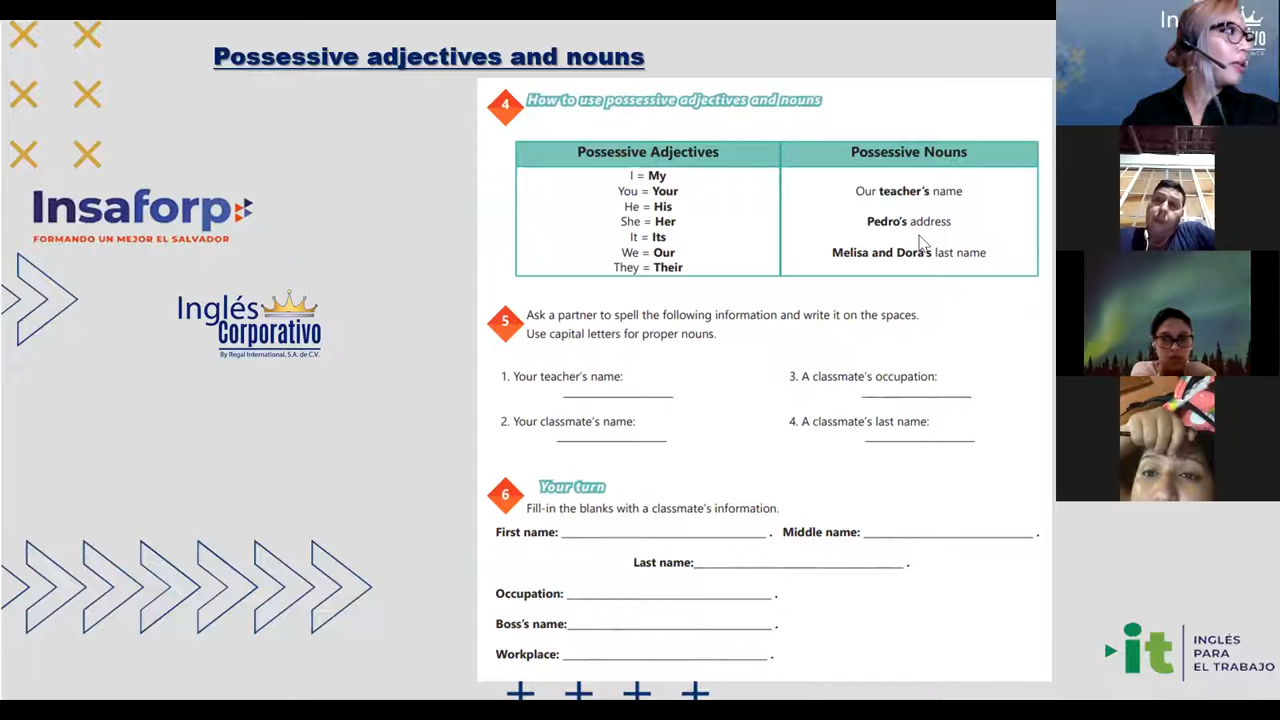 Possessive adjectives and nouns
4 How to use possessive adjectives and nouns
Possessive Adjectives
I = My
You = Your
He = His
She = Her
It = Its
We = Our
They = Their
Possessive Nouns
Our teacher's name
Pedro's address
Melisa and Dora's last name
5 Ask a partner to spell the following information and write it on the spaces.
Use capital letters for proper nouns.
1. Your teacher's name:
2. Your classmate's name:
3. A classmate's occupation:
4. A classmate's last name:
6 Your turn
Fill-in the blanks with a classmate's information.
First name: . Middle name: .
Last name: .
Occupation: .
Boss's name: .
Workplace: .
Insaforp
FORMANDO UN MEJOR EL SALVADOR
Inglés
Corporativo
By Regal International, S.A. de C.V.
it
INGLÉS
PARA
EL TRABAJO
In